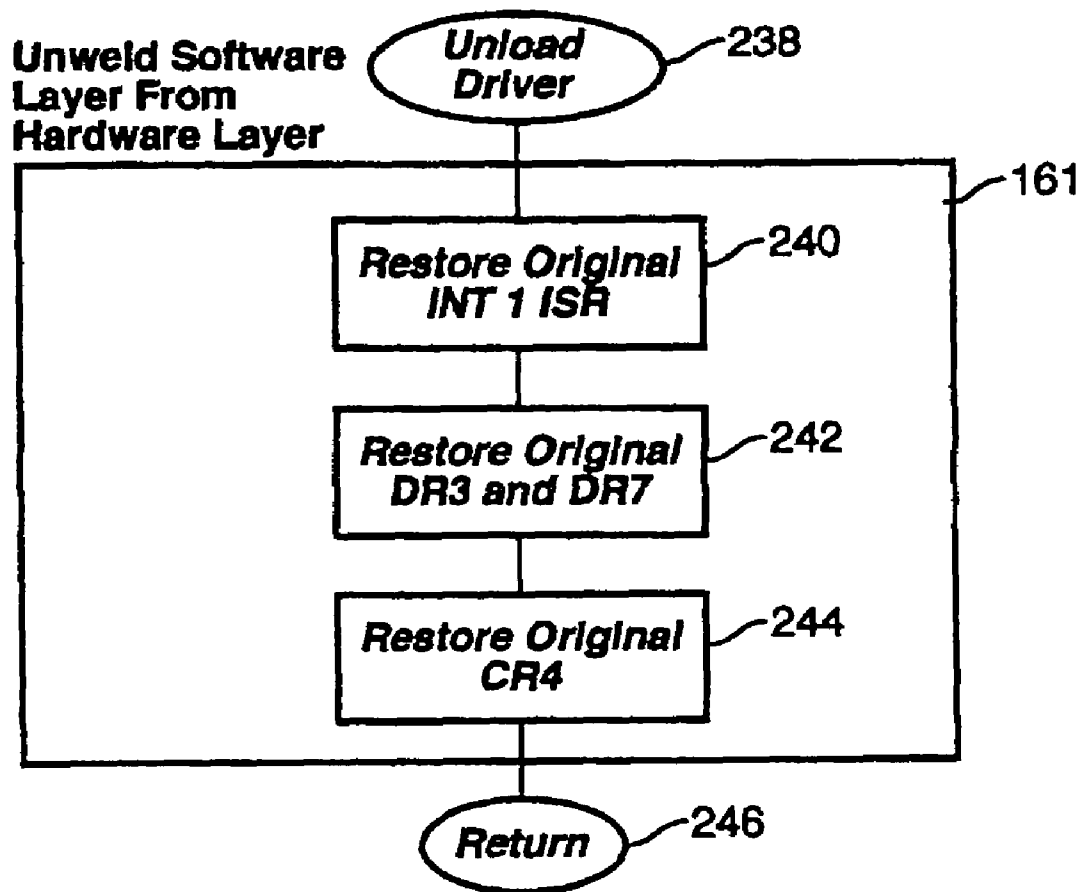 Unweld Software
Layer From
Hardware Layer
Unload
Driver
238
161
Restore Original
INT 1 ISR
240
Restore Original
DR3 and DR7
242
Restore Original
CR4
244
Return
246